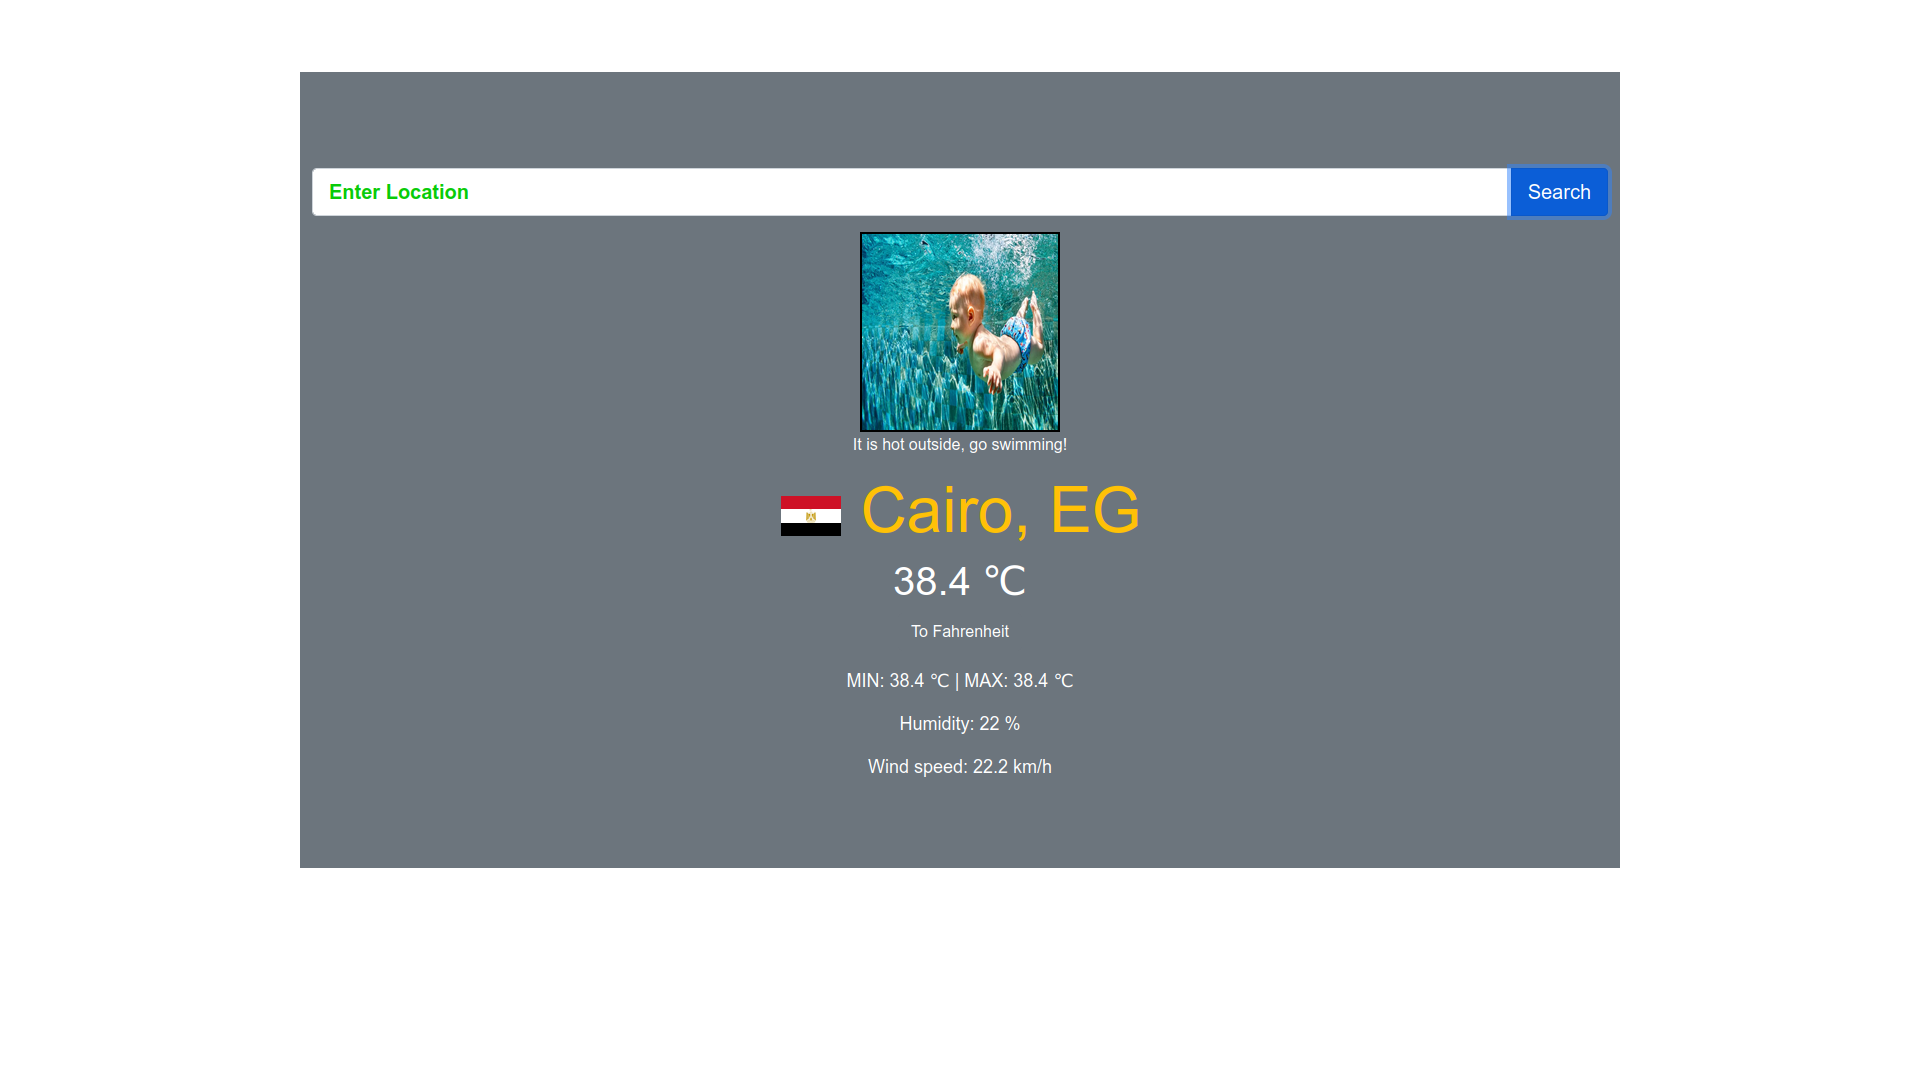 Enter Location
Search
It is hot outside, go swimming!
Cairo, EG
38.4 ℃
To Fahrenheit
MIN: 38.4 ℃ | MAX: 38.4 ℃
Humidity: 22 %
Wind speed: 22.2 km/h